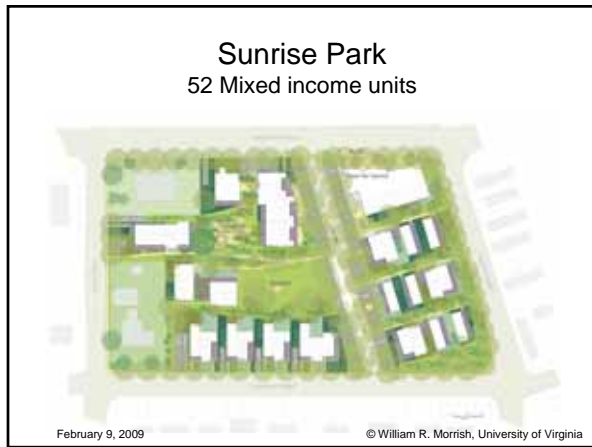 Sunrise Park
52 Mixed income units
February 9, 2009
© William R. Morrish, University of Virginia